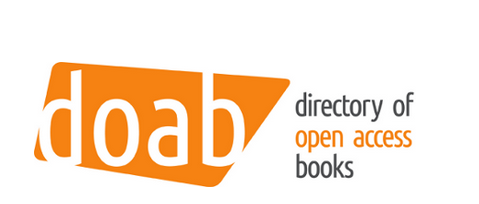 doab
directory of
open access
books